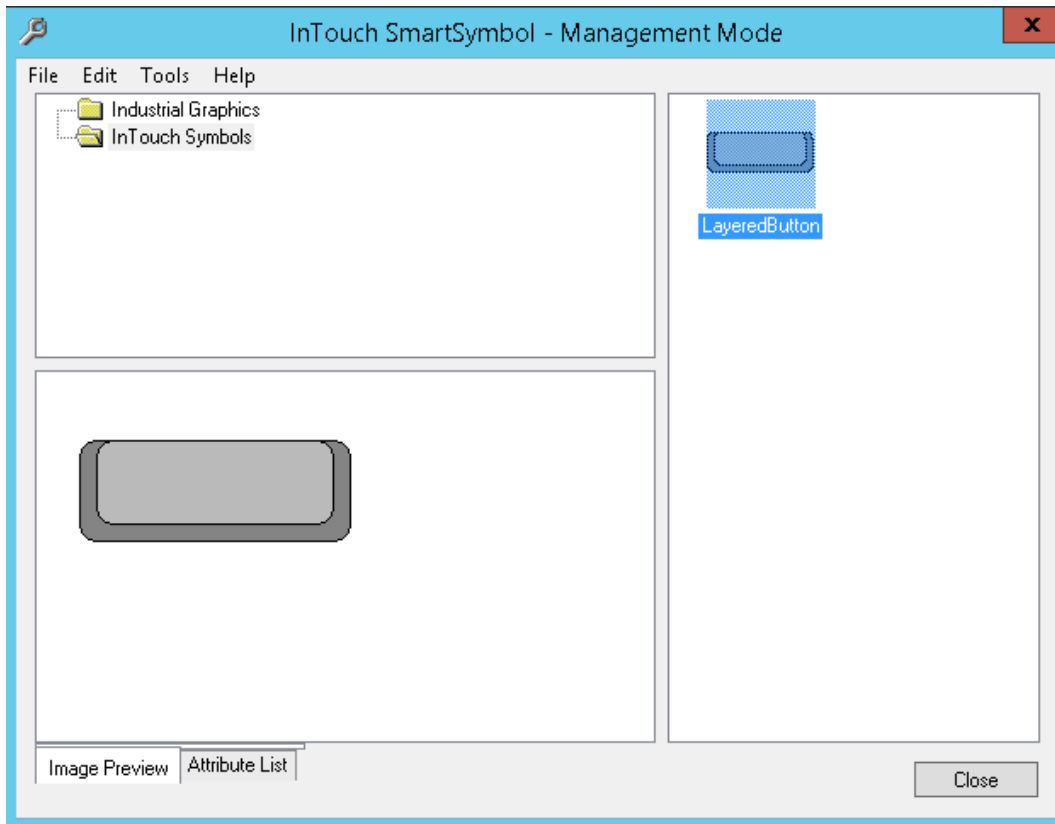 InTouch SmartSymbol - Management Mode
x
File Edit Tools Help
Industrial Graphics
InTouch Symbols
LayeredButton
Image Preview Attribute List
Close